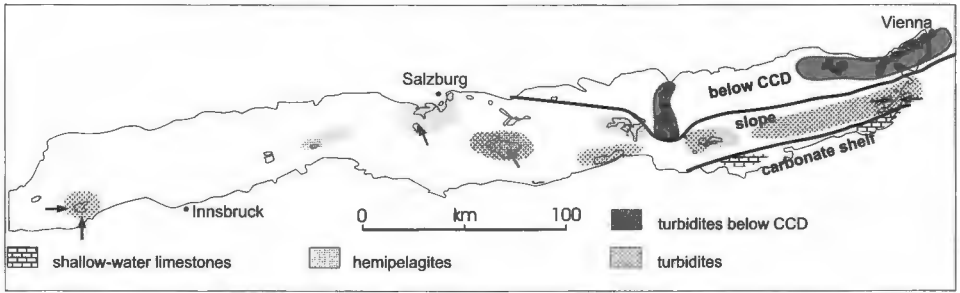 Vienna
Salzburg
below CCD
slope
carbonate shelf
Innsbruck
0 km 100
turbidites below CCD
shallow-water limestones
hemipelagites
turbidites